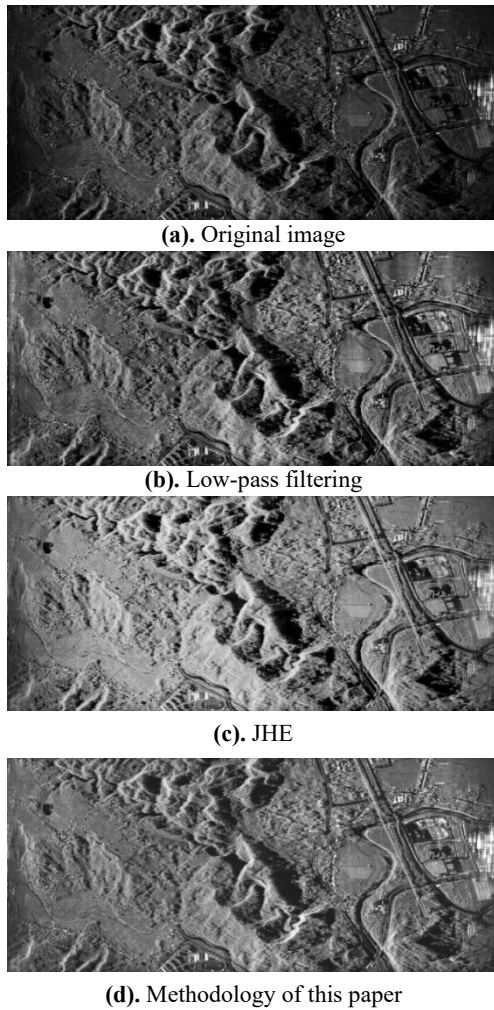 (a). Original image
(b). Low-pass filtering
(c). JHE
(d). Methodology of this paper